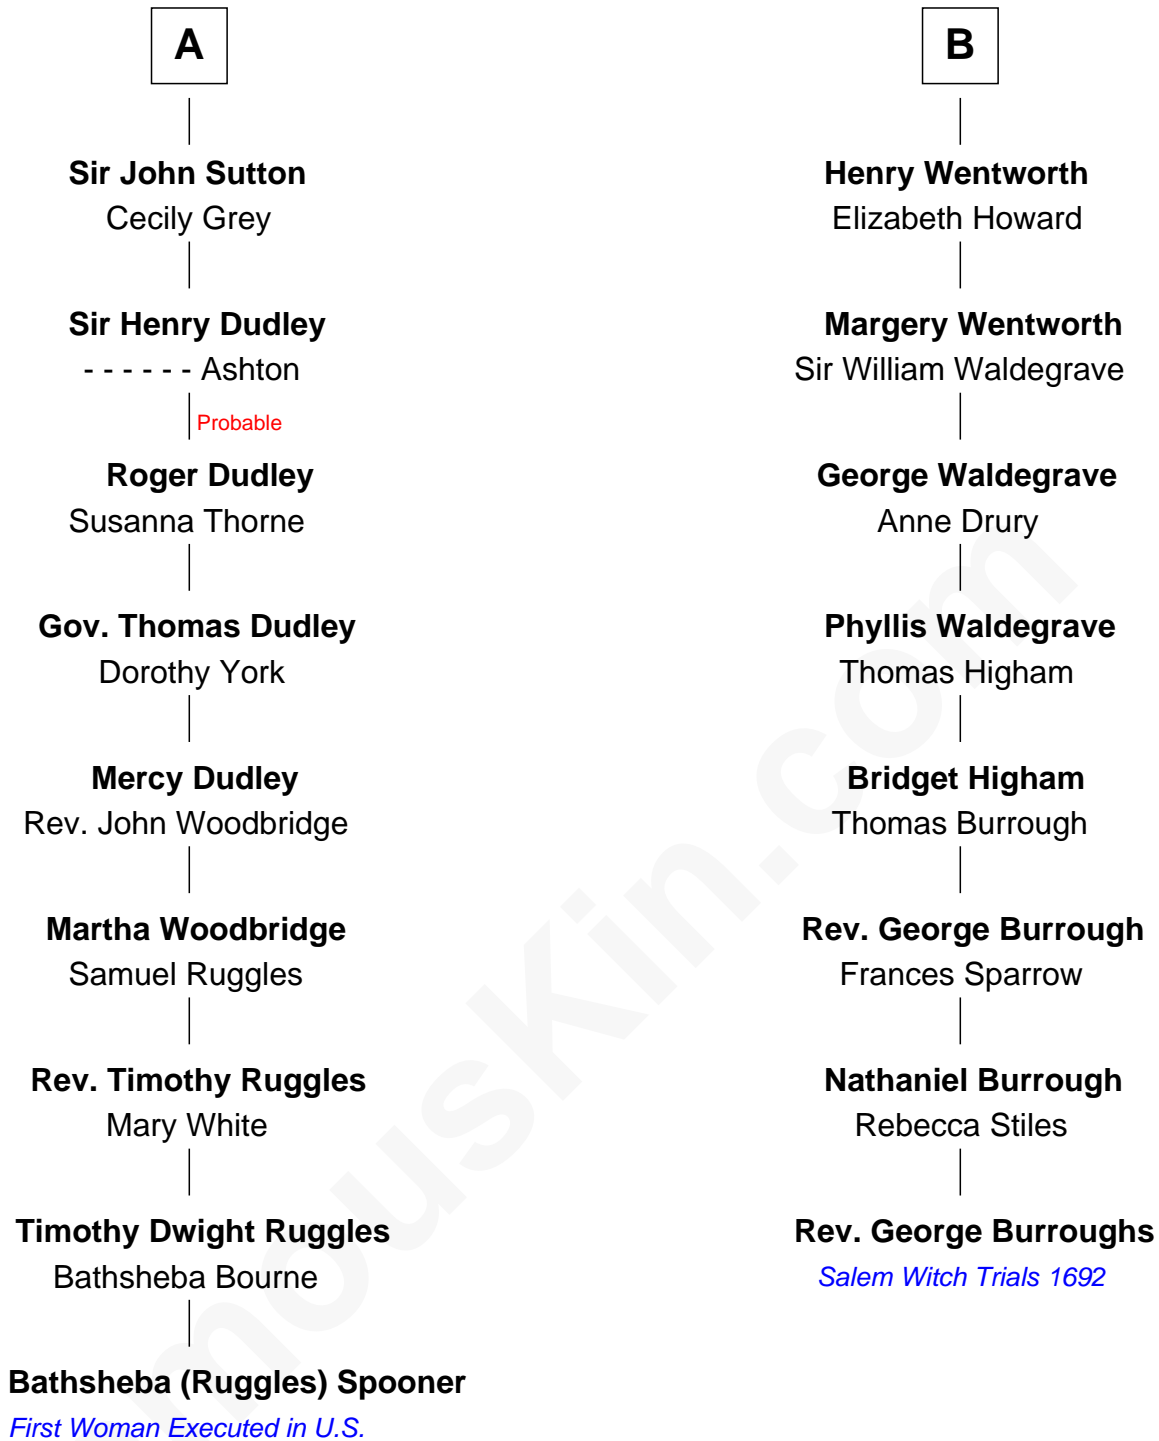 A
Sir John Sutton
Cecily Grey
Sir Henry Dudley
- - - - - - Ashton
Probable
Roger Dudley
Susanna Thorne
Gov. Thomas Dudley
Dorothy York
Mercy Dudley
Rev. John Woodbridge
Martha Woodbridge
Samuel Ruggles
Rev. Timothy Ruggles
Mary White
Timothy Dwight Ruggles
Bathsheba Bourne
Bathsheba (Ruggles) Spooner
First Woman Executed in U.S.
B
Henry Wentworth
Elizabeth Howard
Margery Wentworth
Sir William Waldegrave
George Waldegrave
Anne Drury
Phyllis Waldegrave
Thomas Higham
Bridget Higham
Thomas Burrough
Rev. George Burrough
Frances Sparrow
Nathaniel Burrough
Rebecca Stiles
Rev. George Burroughs
Salem Witch Trials 1692
mouskin.com